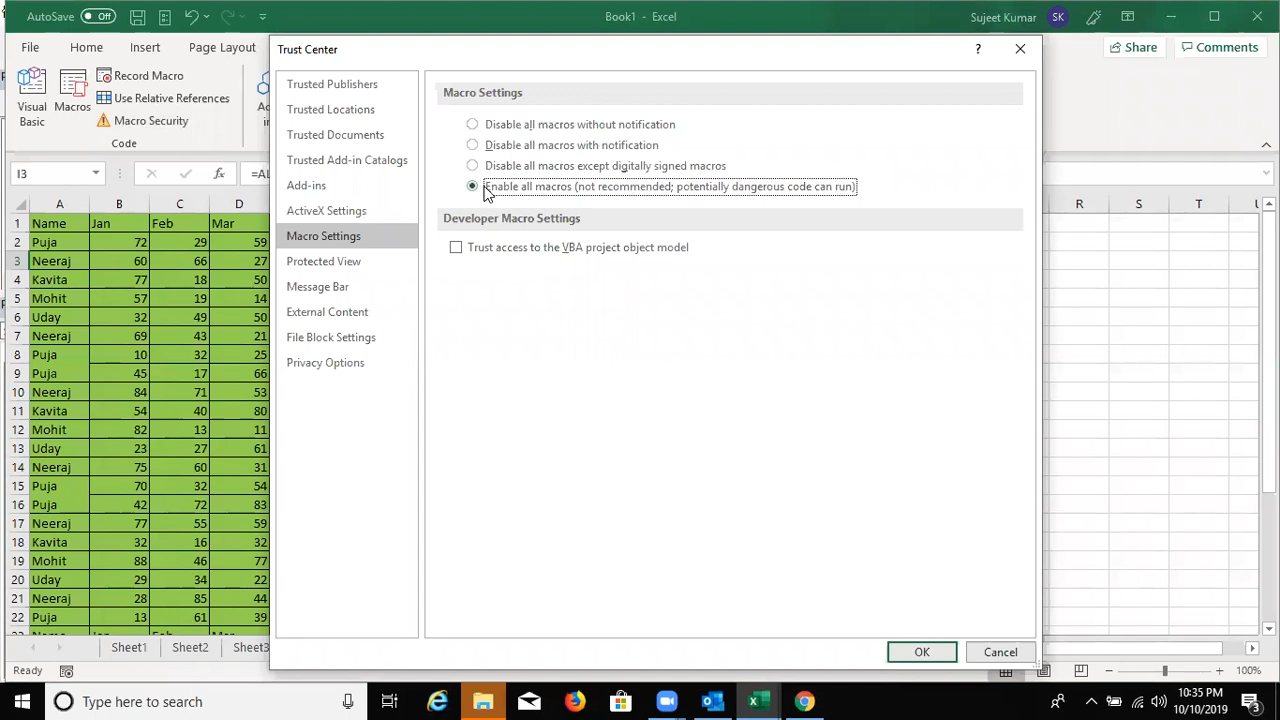 AutoSave Off Book1 - Excel Sujeet Kumar SK
File Home Insert Page Layout Share Comments
Visual Basic
Macros
Record Macro
Use Relative References
Macro Security
Code
Trust Center
Trusted Publishers
Trusted Locations
Trusted Documents
Trusted Add-in Catalogs
Add-ins
ActiveX Settings
Macro Settings
Protected View
Message Bar
External Content
File Block Settings
Privacy Options
Macro Settings
Disable all macros without notification
Disable all macros with notification
Disable all macros except digitally signed macros
Enable all macros (not recommended; potentially dangerous code can run)
Developer Macro Settings
Trust access to the VBA project object model
OK Cancel
I3
A B C D R S T
1 Name Jan Feb Mar
2 Puja 72 29 59
3 Neeraj 60 66 27
4 Kavita 77 18 50
5 Mohit 57 19 14
6 Uday 32 49 50
7 Neeraj 69 43 21
8 Puja 10 32 25
9 Puja 45 17 66
10 Neeraj 84 71 53
11 Kavita 54 40 80
12 Mohit 82 13 11
13 Uday 23 27 61
14 Neeraj 75 60 31
15 Puja 70 32 54
16 Puja 42 72 83
17 Neeraj 77 55 59
18 Kavita 32 16 32
19 Mohit 88 46 77
20 Uday 29 34 22
21 Neeraj 28 85 44
22 Puja 13 61 39
Sheet1 Sheet2 Sheet3
Ready 100%
Type here to search
10:35 PM
10/10/2019
3